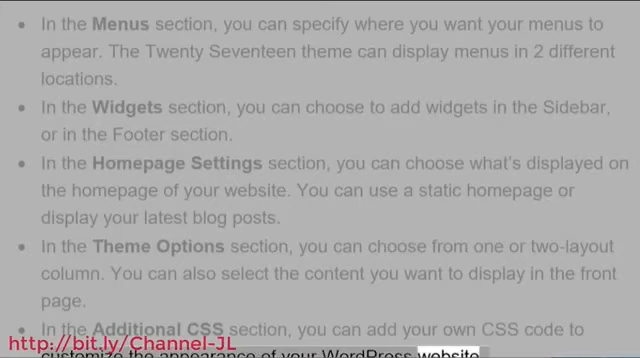 • In the Menus section, you can specify where you want your menus to
appear. The Twenty Seventeen theme can display menus in 2 different
locations.
• In the Widgets section, you can choose to add widgets in the Sidebar,
or in the Footer section.
• In the Homepage Settings section, you can choose what's displayed on
the homepage of your website. You can use a static homepage or
display your latest blog posts.
• In the Theme Options section, you can choose from one or two-layout
column. You can also select the content you want to display in the front
page.
• In the Additional CSS section, you can add your own CSS code to
http://bit.ly/Channel-JL
customize the appearance of your WordPress website